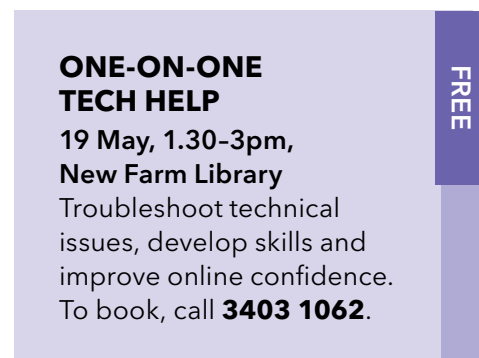 ONE-ON-ONE
TECH HELP
19 May, 1.30–3pm,
New Farm Library
Troubleshoot technical
issues, develop skills and
improve online confidence.
To book, call 3403 1062.
FREE